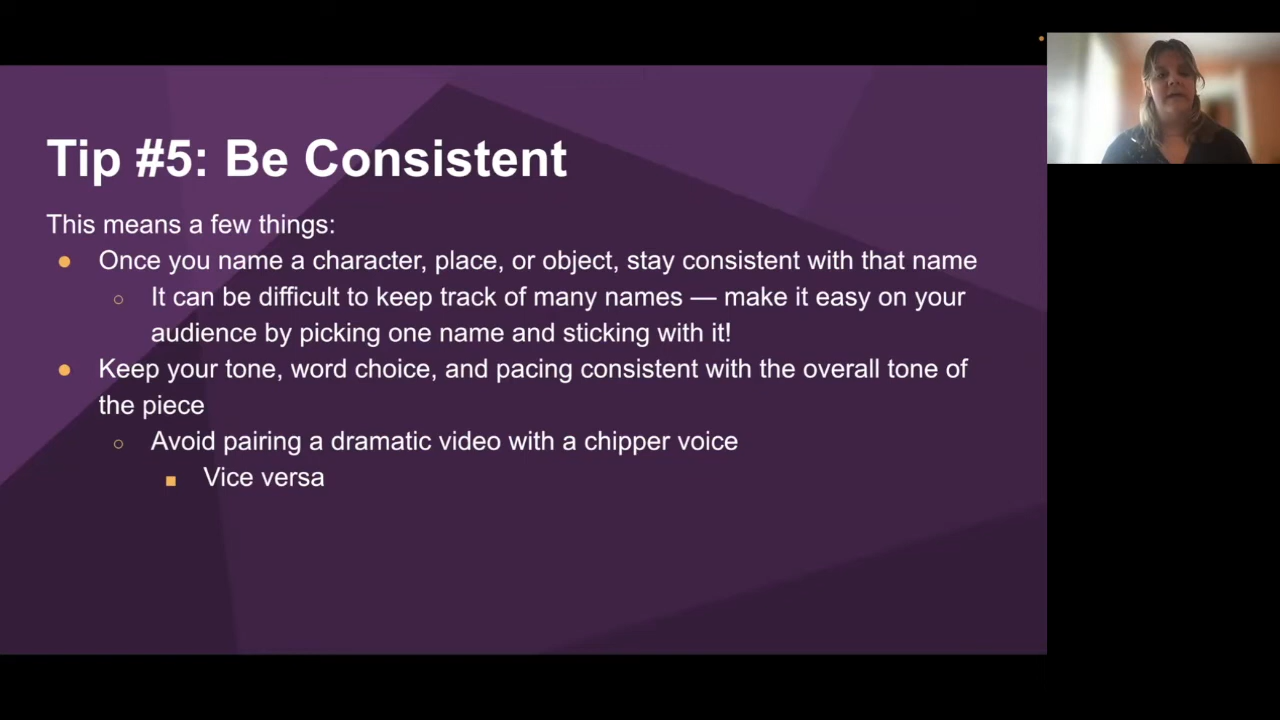 Tip #5: Be Consistent
This means a few things:
● Once you name a character, place, or object, stay consistent with that name
○ It can be difficult to keep track of many names — make it easy on your
audience by picking one name and sticking with it!
● Keep your tone, word choice, and pacing consistent with the overall tone of
the piece
○ Avoid pairing a dramatic video with a chipper voice
■ Vice versa